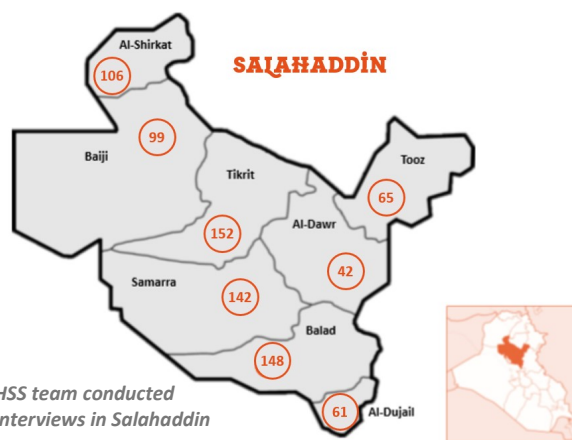 SALAHADDİN
Al-Shirkat
106
99
Baiji
Tooz
Tikrit
65
Al-Dawr
152
42
Samarra
142
Balad
148
HSS team conducted
61
Al-Dujail
interviews in Salahaddin